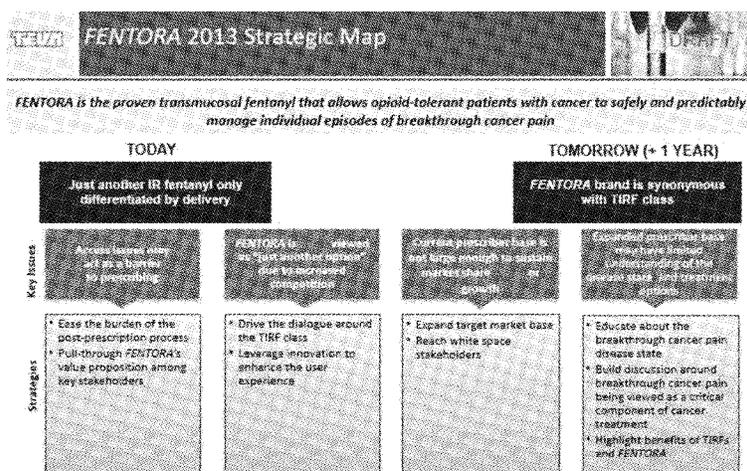 TEVA
FENTORA 2013 Strategic Map
DRAFT
FENTORA is the proven transmucosal fentanyl that allows opioid-tolerant patients with cancer to safely and predictably
manage individual episodes of breakthrough cancer pain
TODAY
TOMORROW (+ 1 YEAR)
Just another IR fentanyl only
differentiated by delivery
FENTORA brand is synonymous
with TIRF class
Key Issues
Access issues may
act as a barrier
to prescribing
FENTORA is viewed
as "just another option"
due to increased
competition
Current prescriber base is
not large enough to sustain
market share or
growth
Expanded prescriber base
may have limited
understanding of the
disease state and treatment
options
Strategies
• Ease the burden of the
post-prescription process
• Pull-through FENTORA's
value proposition among
key stakeholders
• Drive the dialogue around
the TIRF class
• Leverage innovation to
enhance the user
experience
• Expand target market base
• Reach white space
stakeholders
• Educate about the
breakthrough cancer pain
disease state
• Build discussion around
breakthrough cancer pain
being viewed as a critical
component of cancer
treatment
• Highlight benefits of TIRFs
and FENTORA